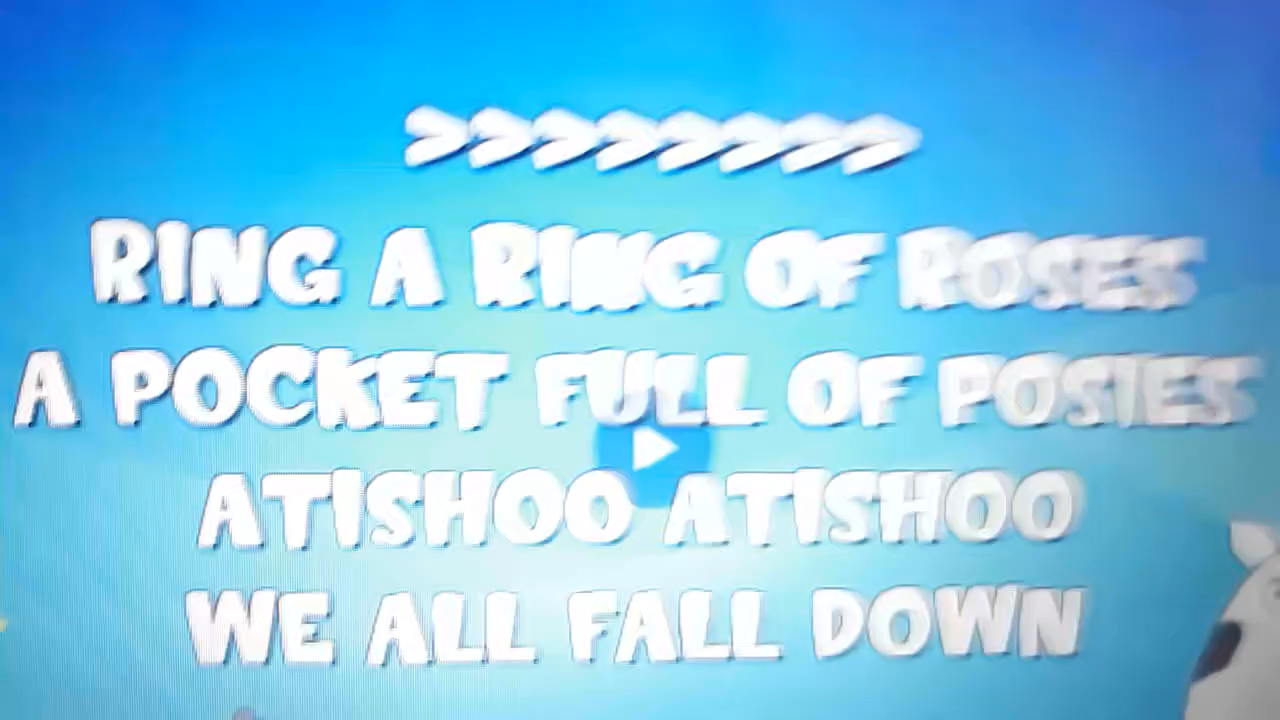 >>>>>>>>
RING A RING OF ROSES
A POCKET FULL OF POSIES
ATISHOO ATISHOO
WE ALL FALL DOWN